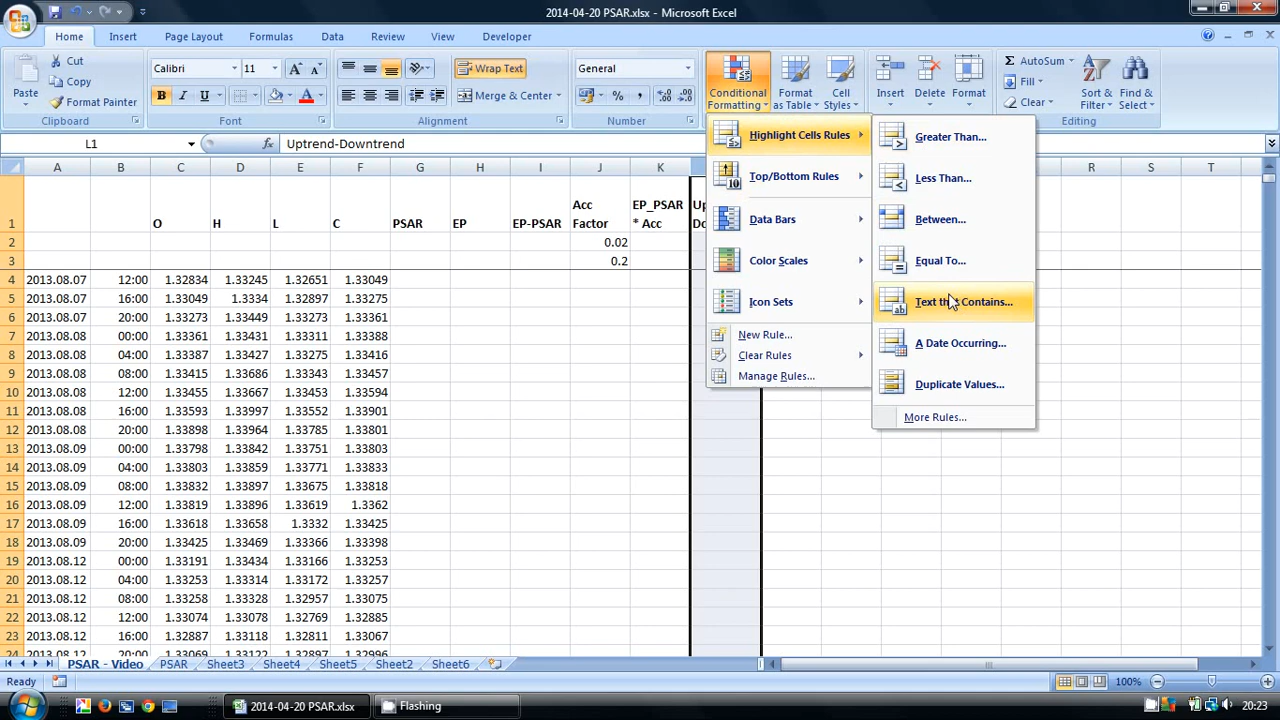 2014-04-20 PSAR.xlsx - Microsoft Excel
Home Insert Page Layout Formulas Data Review View Developer
Paste Cut Copy Format Painter
Clipboard
Calibri 11
B I U A
Font
Wrap Text
Merge & Center
Alignment
General
% ,
Number
Conditional Formatting
Format as Table
Cell Styles
Insert Delete Format
Σ AutoSum
Fill
Clear
Sort & Filter
Find & Select
Editing
L1 fx Uptrend-Downtrend
A B C D E F G H I J K R S T
1 O H L C PSAR EP EP-PSAR Acc Factor EP_PSAR * Acc
2 0.02
3 0.2
4 2013.08.07 12:00 1.32834 1.33245 1.32651 1.33049
5 2013.08.07 16:00 1.33049 1.3334 1.32897 1.33275
6 2013.08.07 20:00 1.33273 1.33449 1.33273 1.33361
7 2013.08.08 00:00 1.33361 1.33431 1.33311 1.33388
8 2013.08.08 04:00 1.33387 1.33427 1.33275 1.33416
9 2013.08.08 08:00 1.33415 1.33686 1.33343 1.33457
10 2013.08.08 12:00 1.33455 1.33667 1.33453 1.33594
11 2013.08.08 16:00 1.33593 1.33997 1.33552 1.33901
12 2013.08.08 20:00 1.33898 1.33964 1.33785 1.33801
13 2013.08.09 00:00 1.33798 1.33842 1.33751 1.33803
14 2013.08.09 04:00 1.33803 1.33859 1.33771 1.33833
15 2013.08.09 08:00 1.33832 1.33897 1.33675 1.33818
16 2013.08.09 12:00 1.33819 1.33896 1.33619 1.3362
17 2013.08.09 16:00 1.33618 1.33658 1.3332 1.33425
18 2013.08.09 20:00 1.33425 1.33469 1.33366 1.33398
19 2013.08.12 00:00 1.33191 1.33434 1.33166 1.33253
20 2013.08.12 04:00 1.33253 1.33314 1.33172 1.33257
21 2013.08.12 08:00 1.33258 1.33328 1.32957 1.33075
22 2013.08.12 12:00 1.33074 1.33078 1.32769 1.32885
23 2013.08.12 16:00 1.32887 1.33118 1.32811 1.33067
24 2013.08.12 20:00 1.33069 1.33122 1.32897 1.32996
Highlight Cells Rules
Top/Bottom Rules
Data Bars
Color Scales
Icon Sets
New Rule...
Clear Rules
Manage Rules...
Greater Than...
Less Than...
Between...
Equal To...
Text that Contains...
A Date Occurring...
Duplicate Values...
More Rules...
PSAR - Video PSAR Sheet3 Sheet4 Sheet5 Sheet2 Sheet6
Ready 100%
2014-04-20 PSAR.xlsx Flashing 20:23